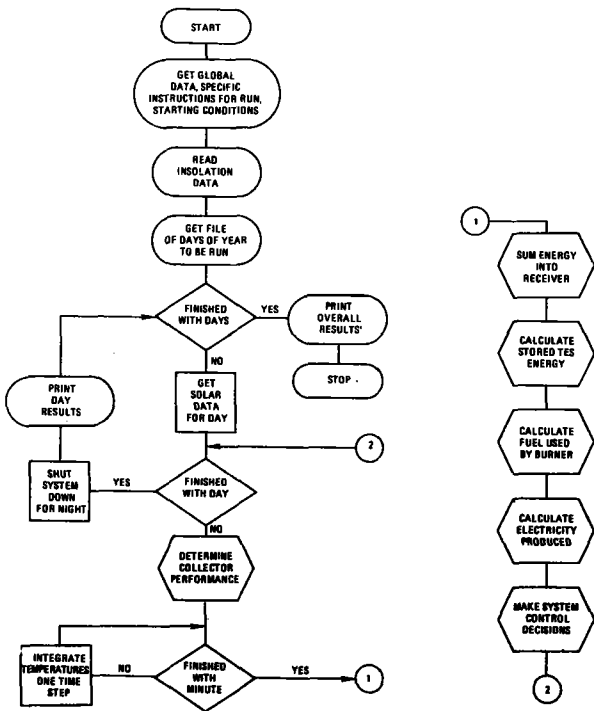 START
GET GLOBAL
DATA, SPECIFIC
INSTRUCTIONS FOR RUN,
STARTING CONDITIONS
READ
INSOLATION
DATA
GET FILE
OF DAYS OF YEAR
TO BE RUN
FINISHED
WITH DAYS
YES
PRINT
OVERALL
RESULTS'
STOP
NO
GET
SOLAR
DATA
FOR DAY
PRINT
DAY
RESULTS
2
SHUT
SYSTEM
DOWN
FOR NIGHT
YES
FINISHED
WITH DAY
NO
DETERMINE
COLLECTOR
PERFORMANCE
INTEGRATE
TEMPERATURES
ONE TIME
STEP
NO
FINISHED
WITH
MINUTE
YES
1
1
SUM ENERGY
INTO
RECEIVER
CALCULATE
STORED TES
ENERGY
CALCULATE
FUEL USED
BY BURNER
CALCULATE
ELECTRICITY
PRODUCED
MAKE SYSTEM
CONTROL
DECISIONS
2